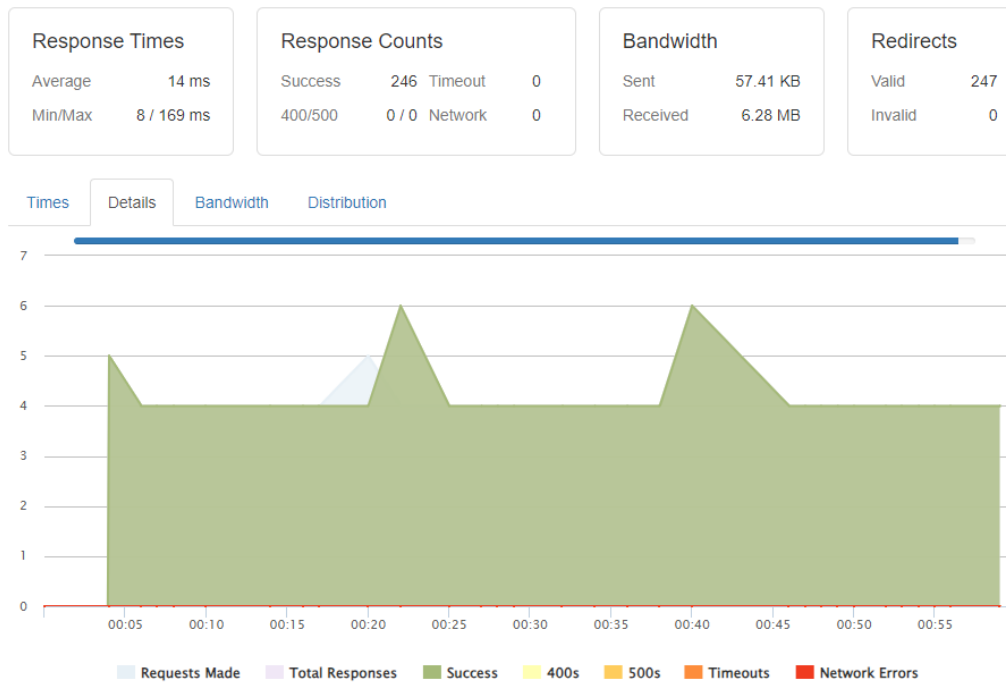 Response Times
Average 14 ms
Min/Max 8 / 169 ms
Response Counts
Success 246 Timeout 0
400/500 0 / 0 Network 0
Bandwidth
Sent 57.41 KB
Received 6.28 MB
Redirects
Valid 247
Invalid 0
Times Details Bandwidth Distribution
7
6
5
4
3
2
1
0
00:05 00:10 00:15 00:20 00:25 00:30 00:35 00:40 00:45 00:50 00:55
Requests Made Total Responses Success 400s 500s Timeouts Network Errors